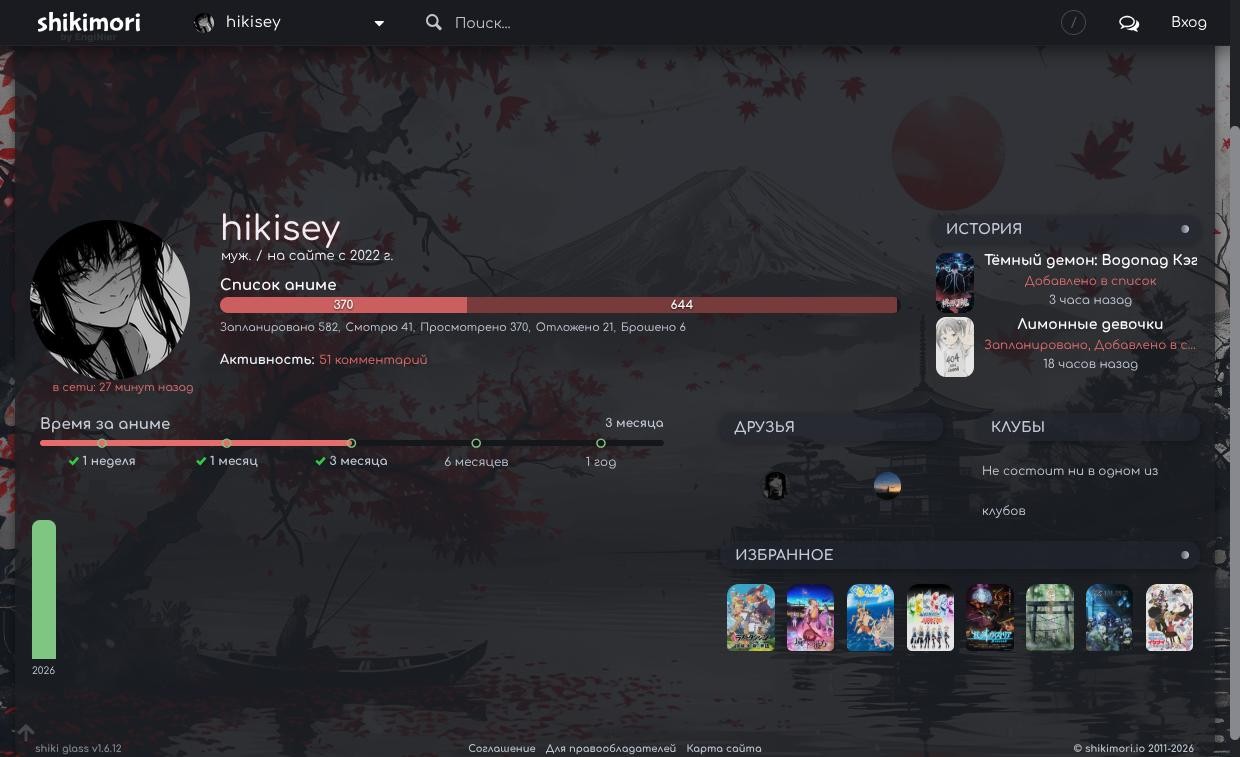 shikimori
by EngiNier
hikisey
Поиск...
/
Вход
hikisey
муж. / на сайте с 2022 г.
Список аниме
370
644
Запланировано 582, Смотрю 41, Просмотрено 370, Отложено 21, Брошено 6
Активность: 51 комментарий
в сети: 27 минут назад
ИСТОРИЯ
Тёмный демон: Водопад Кэг
Добавлено в список
3 часа назад
Лимонные девочки
Запланировано, Добавлено в с...
18 часов назад
404
Время за аниме
3 месяца
1 неделя
1 месяц
3 месяца
6 месяцев
1 год
ДРУЗЬЯ
КЛУБЫ
Не состоит ни в одном из
клубов
ИЗБРАННОЕ
2026
shiki glass v1.6.12
Соглашение Для правообладателей Карта сайта
© shikimori.io 2011-2026